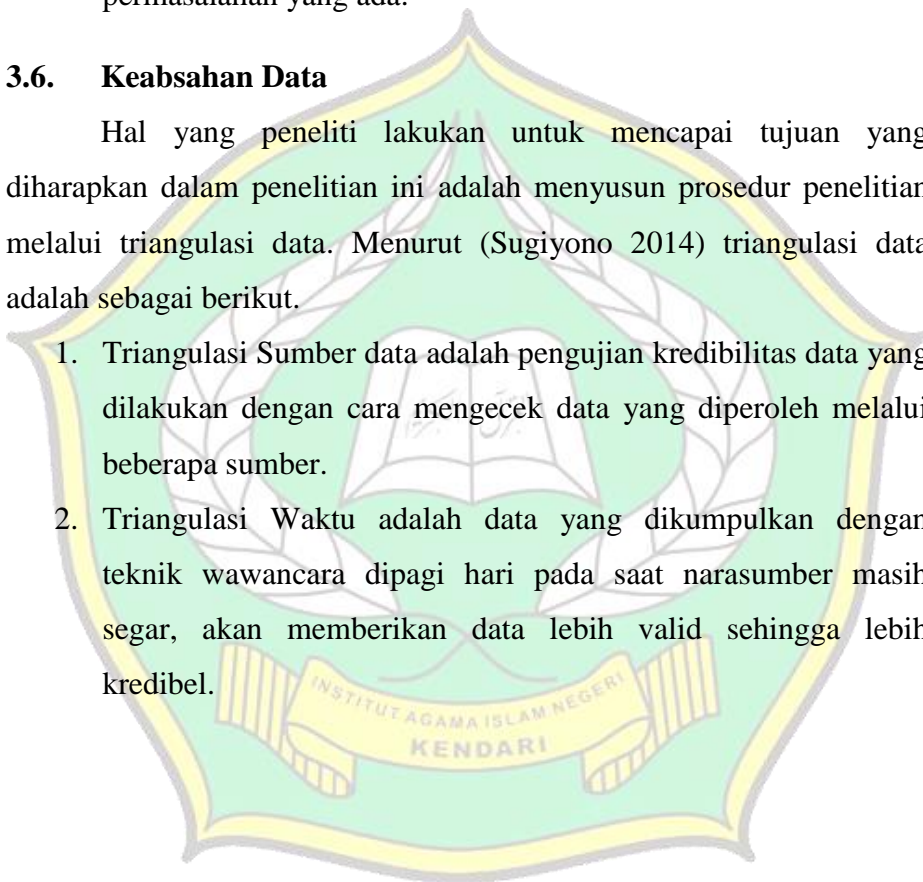 permasalahan yang ada.
3.6. Keabsahan Data
Hal yang peneliti lakukan untuk mencapai tujuan yang
diharapkan dalam penelitian ini adalah menyusun prosedur penelitian
melalui triangulasi data. Menurut (Sugiyono 2014) triangulasi data
adalah sebagai berikut.
1. Triangulasi Sumber data adalah pengujian kredibilitas data yang
dilakukan dengan cara mengecek data yang diperoleh melalui
beberapa sumber.
2. Triangulasi Waktu adalah data yang dikumpulkan dengan
teknik wawancara dipagi hari pada saat narasumber masih
segar, akan memberikan data lebih valid sehingga lebih
kredibel.
INSTITUT AGAMA ISLAM NEGERI
KENDARI